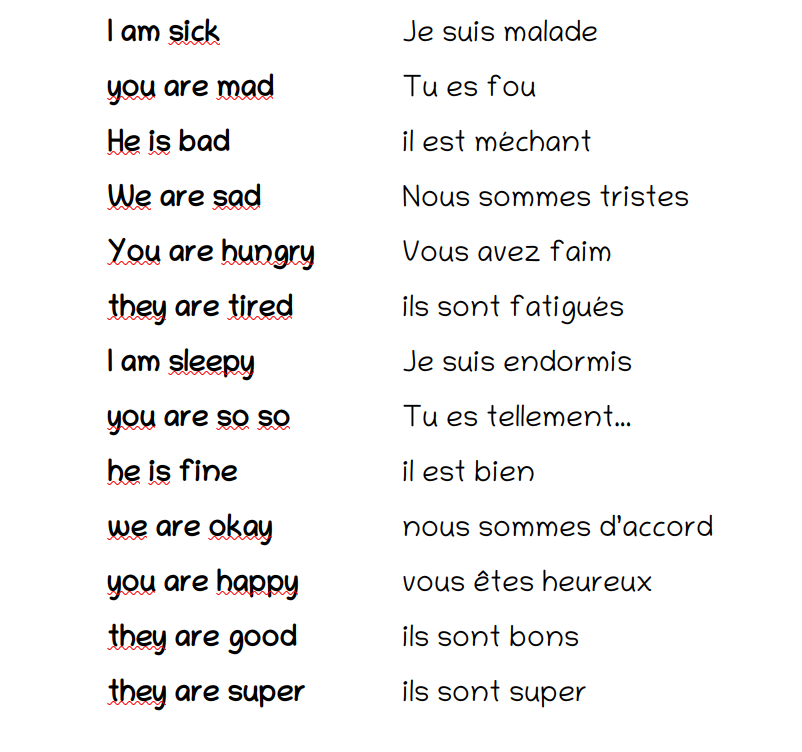 I am sick Je suis malade
you are mad Tu es fou
He is bad il est méchant
We are sad Nous sommes tristes
You are hungry Vous avez faim
they are tired ils sont fatigués
I am sleepy Je suis endormis
you are so so Tu es tellement...
he is fine il est bien
we are okay nous sommes d'accord
you are happy vous êtes heureux
they are good ils sont bons
they are super ils sont super